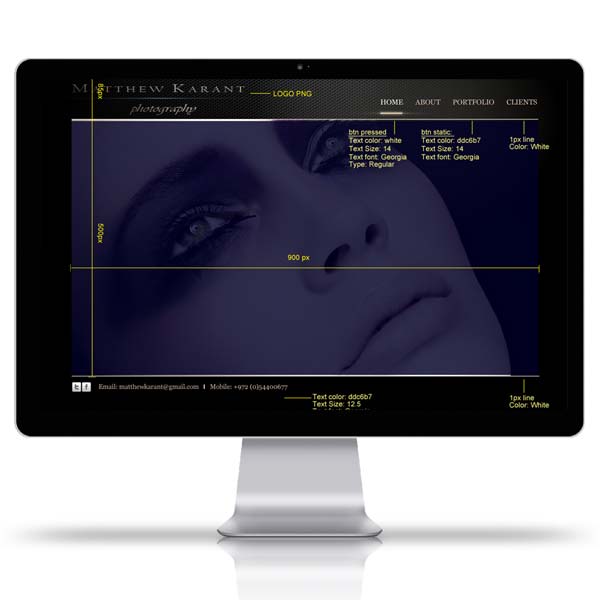 MATTHEW KARANT
photography
85px
LOGO PNG
HOME ABOUT PORTFOLIO CLIENTS
btn pressed
Text color: white
Text Size: 14
Text font: Georgia
Type: Regular
btn static:
Text color: ddc6b7
Text Size: 14
Text font: Georgia
1px line
Color: White
500px
900 px
t f Email: matthewkarant@gmail.com | Mobile: +972 (0)54400677
Text color: ddc6b7
Text Size: 12.5
Text font: Georgia
1px line
Color: White